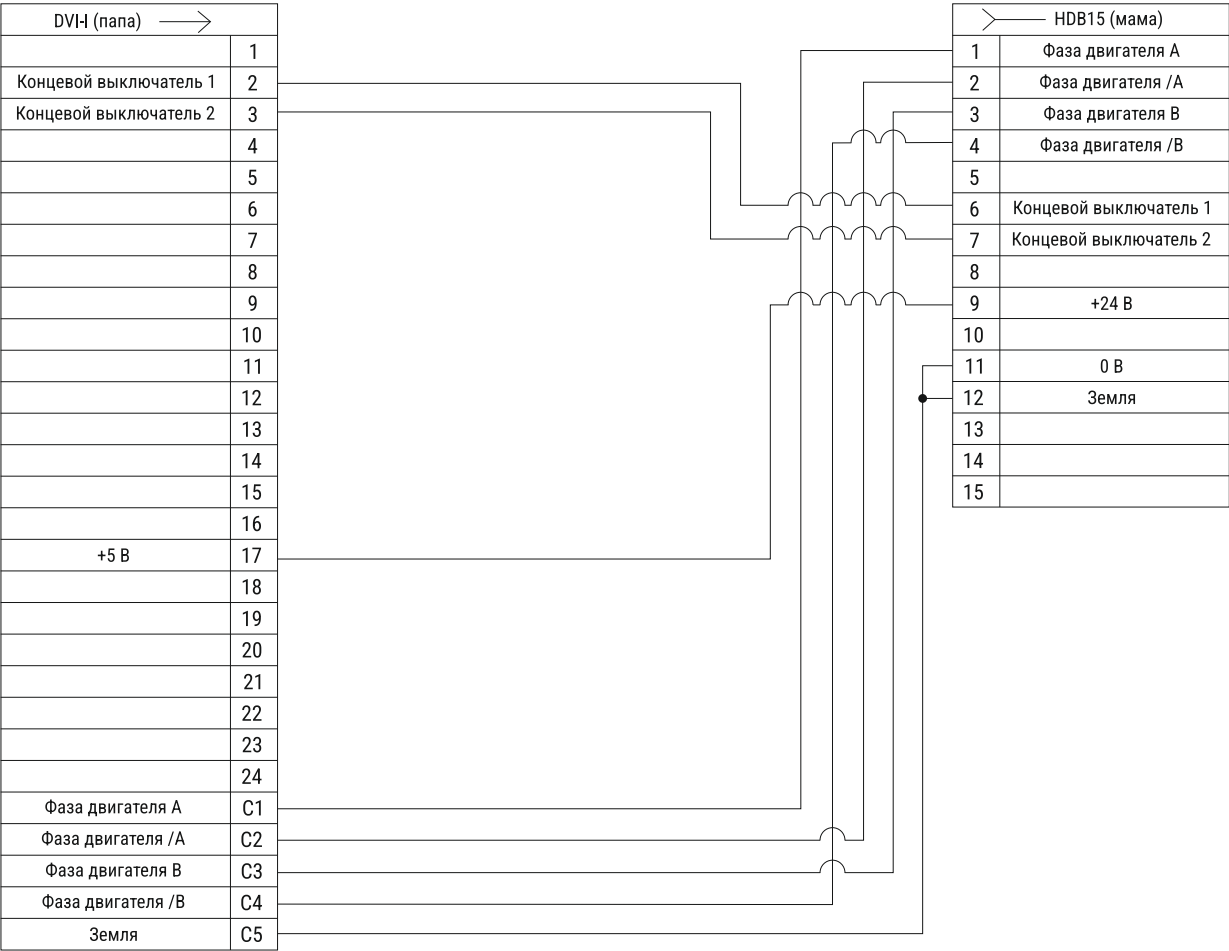 DVI-I (папа)
1
Концевой выключатель 1 2
Концевой выключатель 2 3
4
5
6
7
8
9
10
11
12
13
14
15
16
+5 В 17
18
19
20
21
22
23
24
Фаза двигателя A C1
Фаза двигателя /A C2
Фаза двигателя B C3
Фаза двигателя /B C4
Земля C5
HDB15 (мама)
1 Фаза двигателя A
2 Фаза двигателя /A
3 Фаза двигателя B
4 Фаза двигателя /B
5
6 Концевой выключатель 1
7 Концевой выключатель 2
8
9 +24 В
10
11 0 В
12 Земля
13
14
15